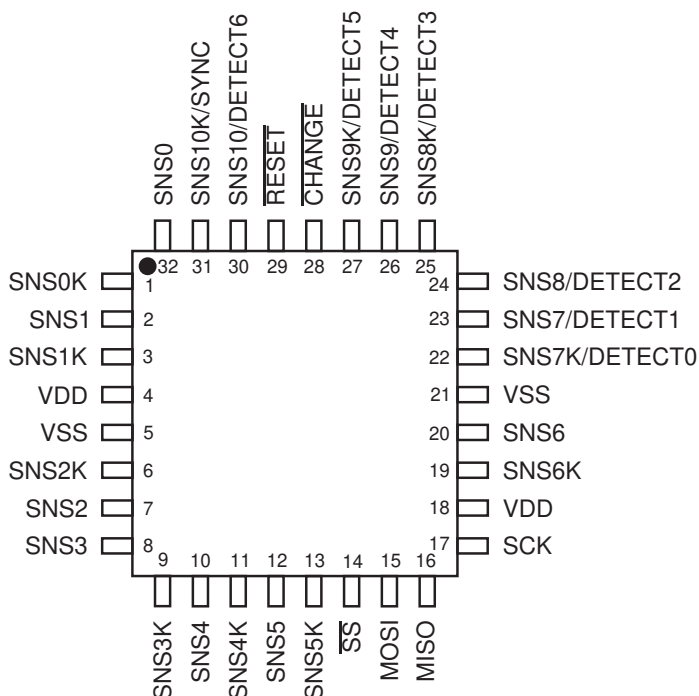 SNS0
SNS10K/SYNC
SNS10/DETECT6
RESET
CHANGE
SNS9K/DETECT5
SNS9/DETECT4
SNS8K/DETECT3
32 31 30 29 28 27 26 25
SNS0K 1 24 SNS8/DETECT2
SNS1 2 23 SNS7/DETECT1
SNS1K 3 22 SNS7K/DETECT0
VDD 4 21 VSS
VSS 5 20 SNS6
SNS2K 6 19 SNS6K
SNS2 7 18 VDD
SNS3 8 17 SCK
9 10 11 12 13 14 15 16
SNS3K
SNS4
SNS4K
SNS5
SNS5K
SS
MOSI
MISO